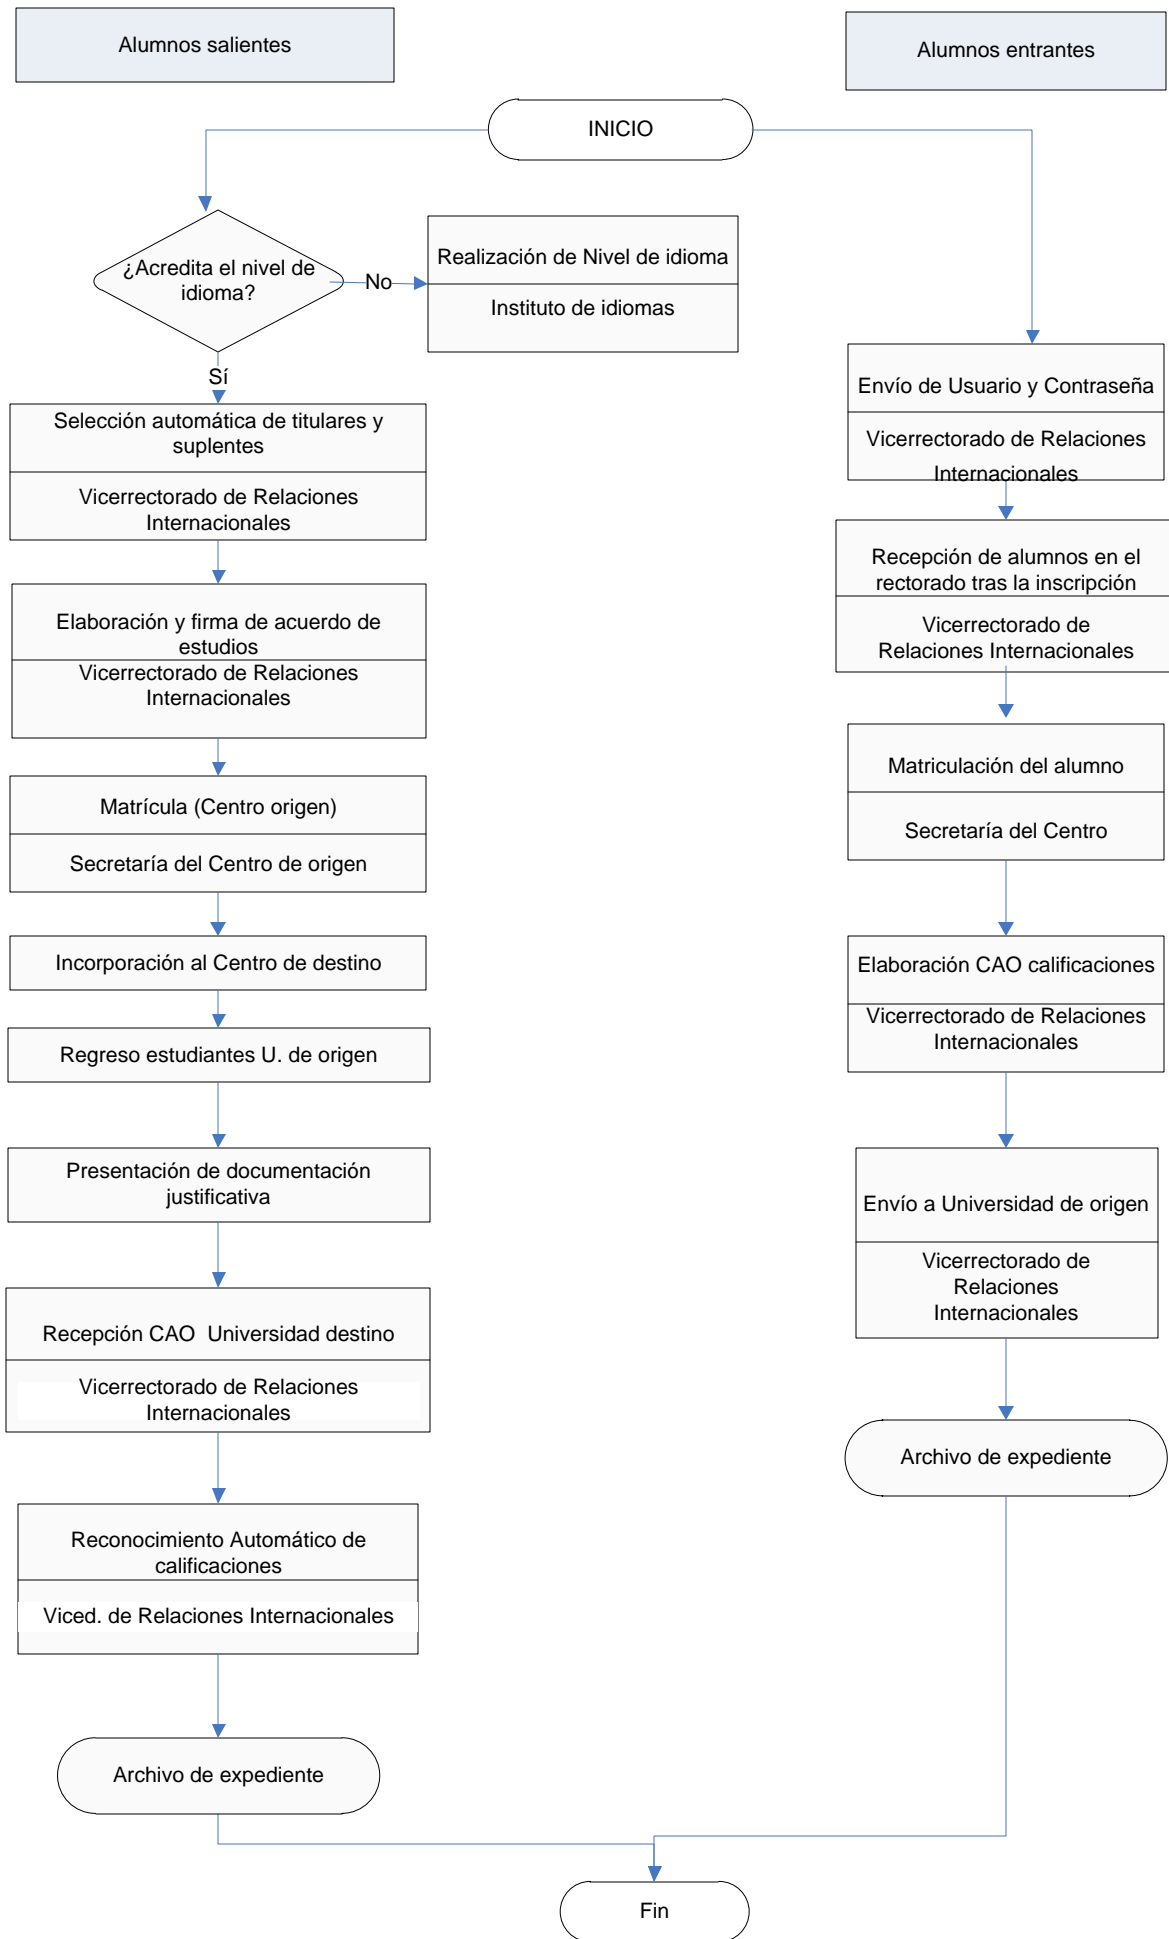 Alumnos salientes
Alumnos entrantes
INICIO
¿Acredita el nivel de
idioma?
No
Realización de Nivel de idioma
Instituto de idiomas
Sí
Selección automática de titulares y
suplentes
Vicerrectorado de Relaciones
Internacionales
Elaboración y firma de acuerdo de
estudios
Vicerrectorado de Relaciones
Internacionales
Matrícula (Centro origen)
Secretaría del Centro de origen
Incorporación al Centro de destino
Regreso estudiantes U. de origen
Presentación de documentación
justificativa
Recepción CAO Universidad destino
Vicerrectorado de Relaciones
Internacionales
Reconocimiento Automático de
calificaciones
Viced. de Relaciones Internacionales
Archivo de expediente
Envío de Usuario y Contraseña
Vicerrectorado de Relaciones
Internacionales
Recepción de alumnos en el
rectorado tras la inscripción
Vicerrectorado de
Relaciones Internacionales
Matriculación del alumno
Secretaría del Centro
Elaboración CAO calificaciones
Vicerrectorado de Relaciones
Internacionales
Envío a Universidad de origen
Vicerrectorado de
Relaciones
Internacionales
Archivo de expediente
Fin